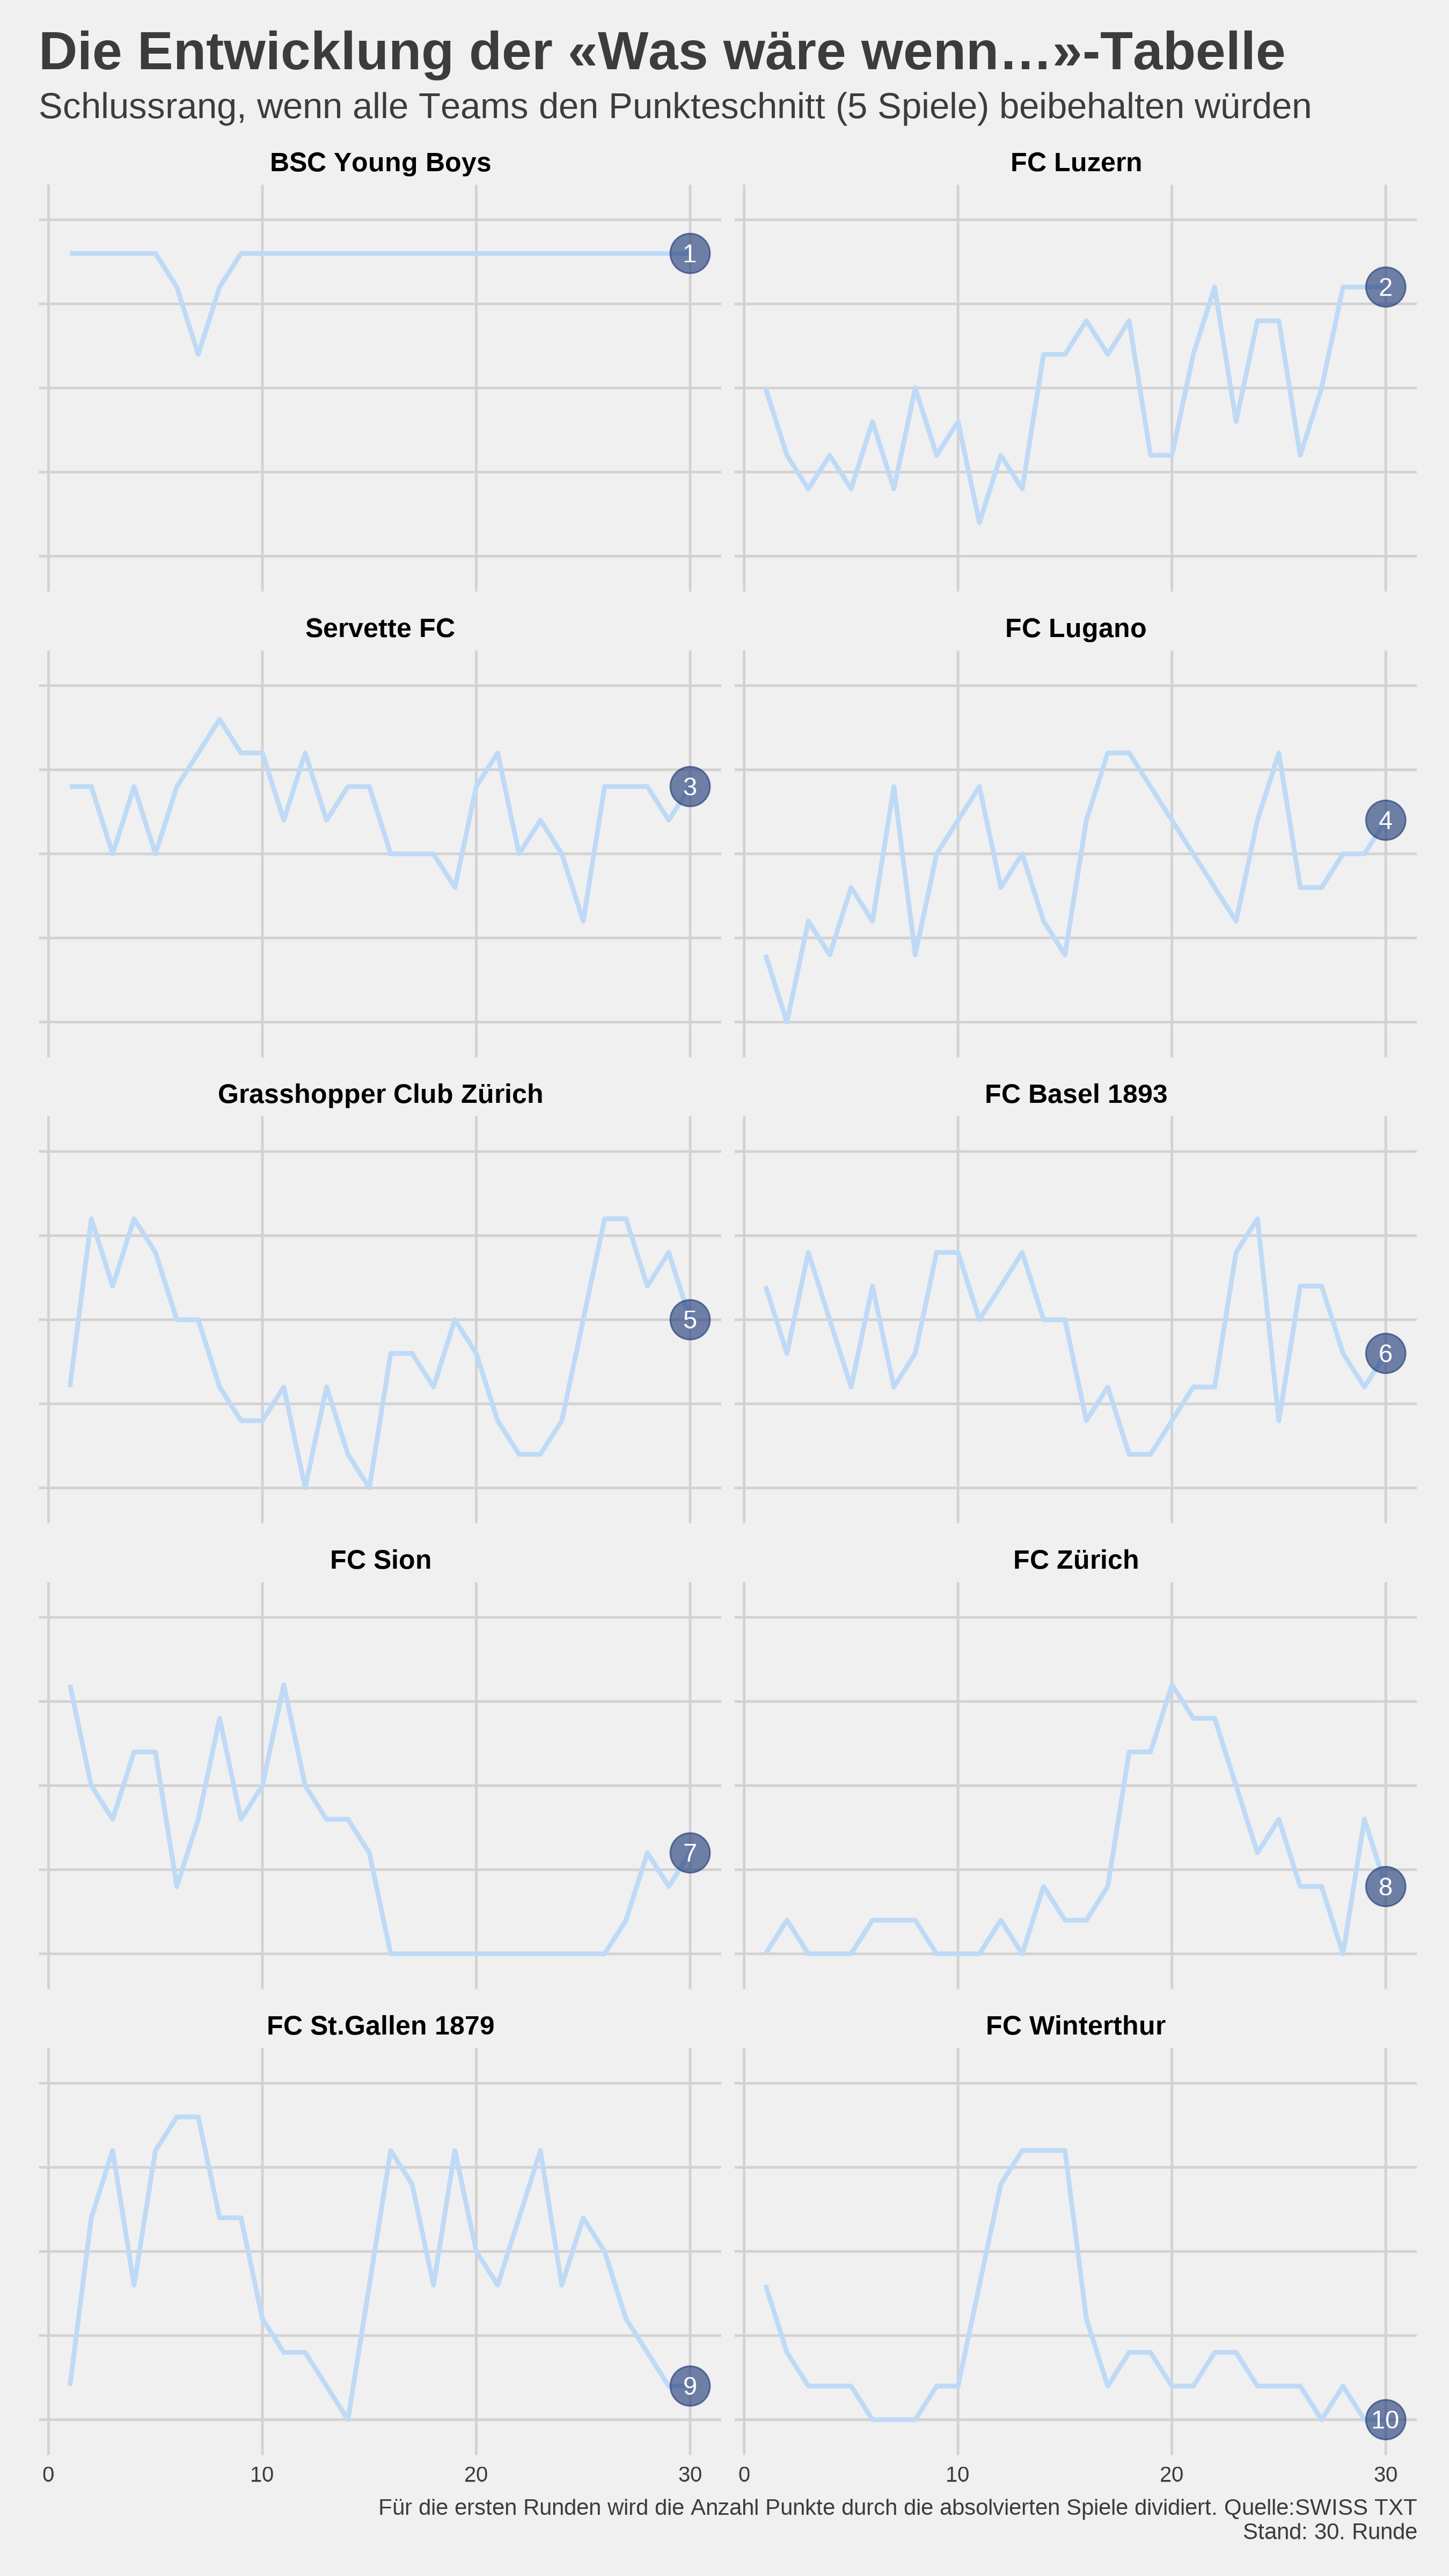 Die Entwicklung der «Was wäre wenn…»-Tabelle
Schlussrang, wenn alle Teams den Punkteschnitt (5 Spiele) beibehalten würden
BSC Young Boys
1
FC Luzern
2
Servette FC
3
FC Lugano
4
Grasshopper Club Zürich
5
FC Basel 1893
6
FC Sion
7
FC Zürich
8
FC St.Gallen 1879
9
FC Winterthur
10
0 10 20 30 0 10 20 30
Für die ersten Runden wird die Anzahl Punkte durch die absolvierten Spiele dividiert. Quelle:SWISS TXT
Stand: 30. Runde